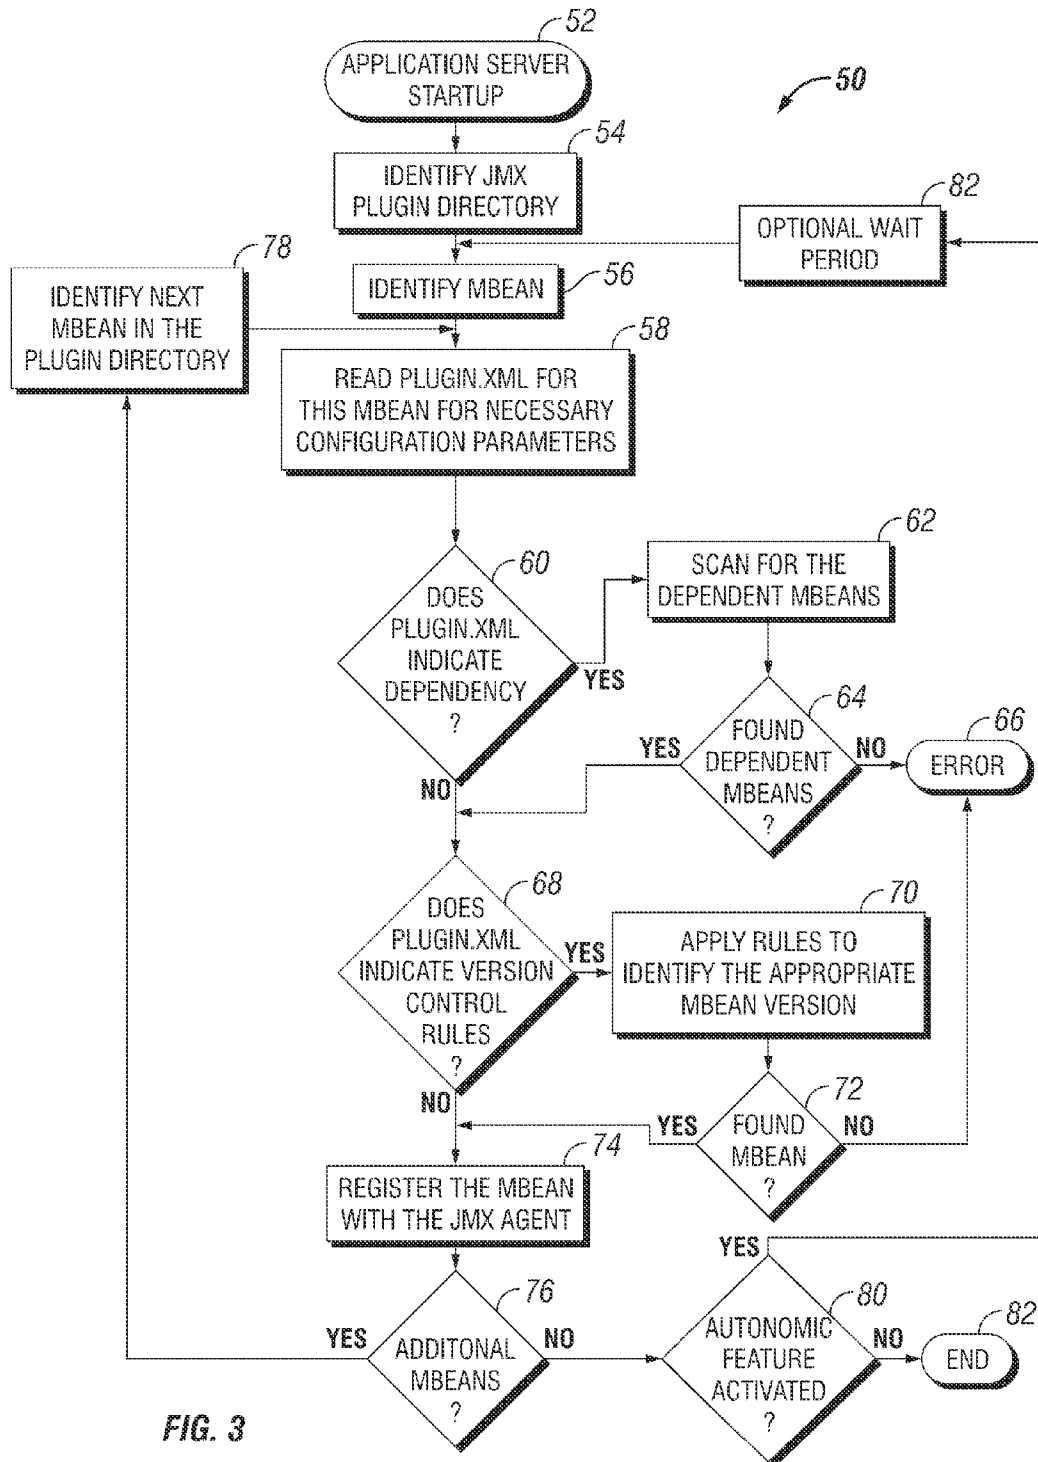 52
APPLICATION SERVER
STARTUP
50
54
IDENTIFY JMX
PLUGIN DIRECTORY
82
OPTIONAL WAIT
PERIOD
78
IDENTIFY NEXT
MBEAN IN THE
PLUGIN DIRECTORY
IDENTIFY MBEAN
56
58
READ PLUGIN.XML FOR
THIS MBEAN FOR NECESSARY
CONFIGURATION PARAMETERS
60
DOES
PLUGIN.XML
INDICATE
DEPENDENCY
?
YES
NO
62
SCAN FOR THE
DEPENDENT MBEANS
64
FOUND
DEPENDENT
MBEANS
?
YES
NO
66
ERROR
68
DOES
PLUGIN.XML
INDICATE VERSION
CONTROL
RULES
?
YES
NO
70
APPLY RULES TO
IDENTIFY THE APPROPRIATE
MBEAN VERSION
72
FOUND
MBEAN
?
YES
NO
74
REGISTER THE MBEAN
WITH THE JMX AGENT
76
ADDITONAL
MBEANS
?
YES
NO
80
AUTONOMIC
FEATURE
ACTIVATED
?
YES
NO
82
END
FIG. 3